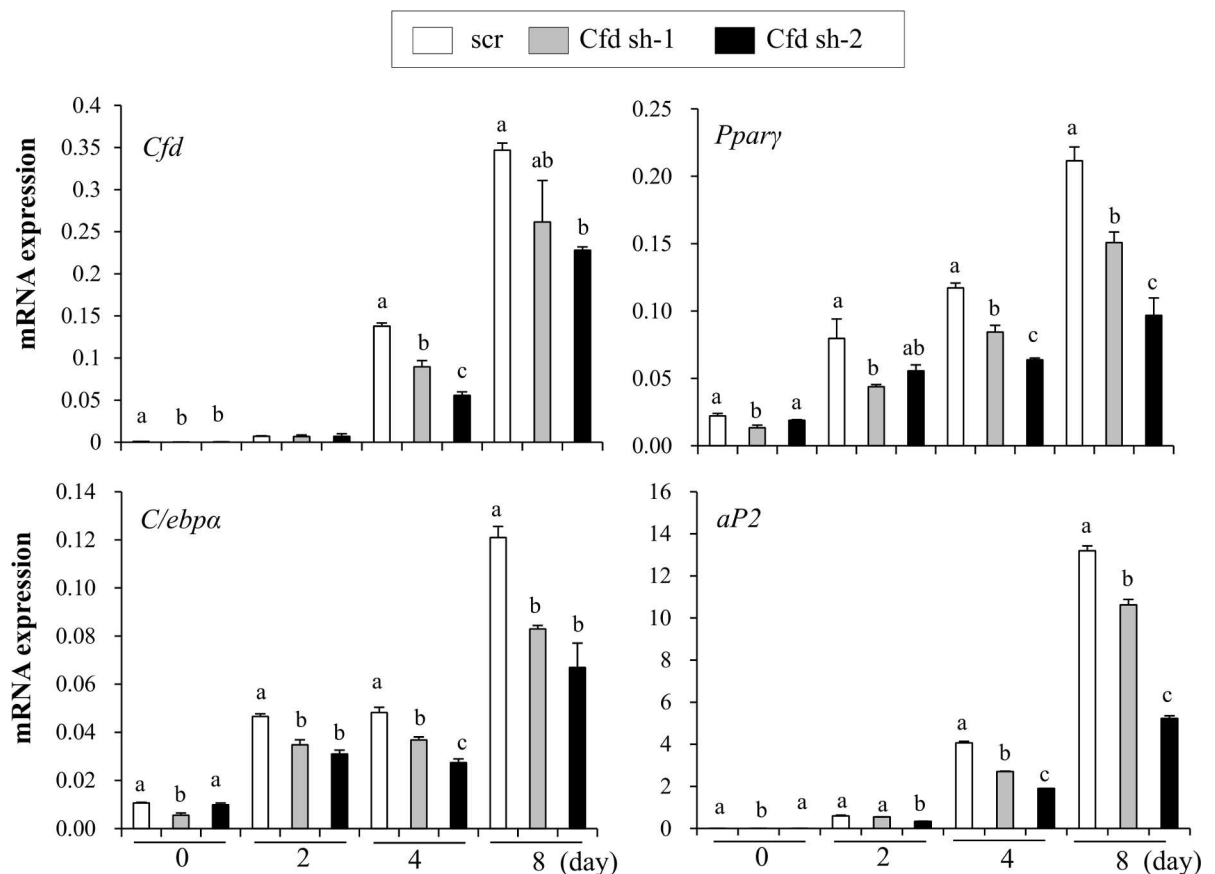 scr Cfd sh-1 Cfd sh-2
mRNA expression
0.4
0.35
0.3
0.25
0.2
0.15
0.1
0.05
0
Cfd
a b b
a b c
a ab b
0.25
0.20
0.15
0.10
0.05
0.00
Pparγ
a b a
a b ab
a b c
a b c
mRNA expression
0.14
0.12
0.10
0.08
0.06
0.04
0.02
0.00
C/ebpα
a b a
a b b
a b c
a b b
0 2 4 8 (day)
16
14
12
10
8
6
4
2
0
aP2
a b a
a a b
a b c
a b c
0 2 4 8 (day)